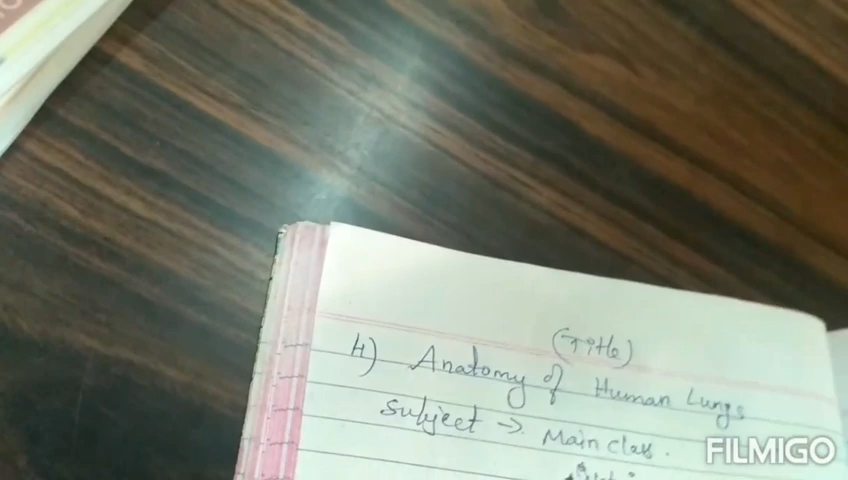 (Title)
4) Anatomy of Human Lungs
Subject → Main class.
FILMIGO